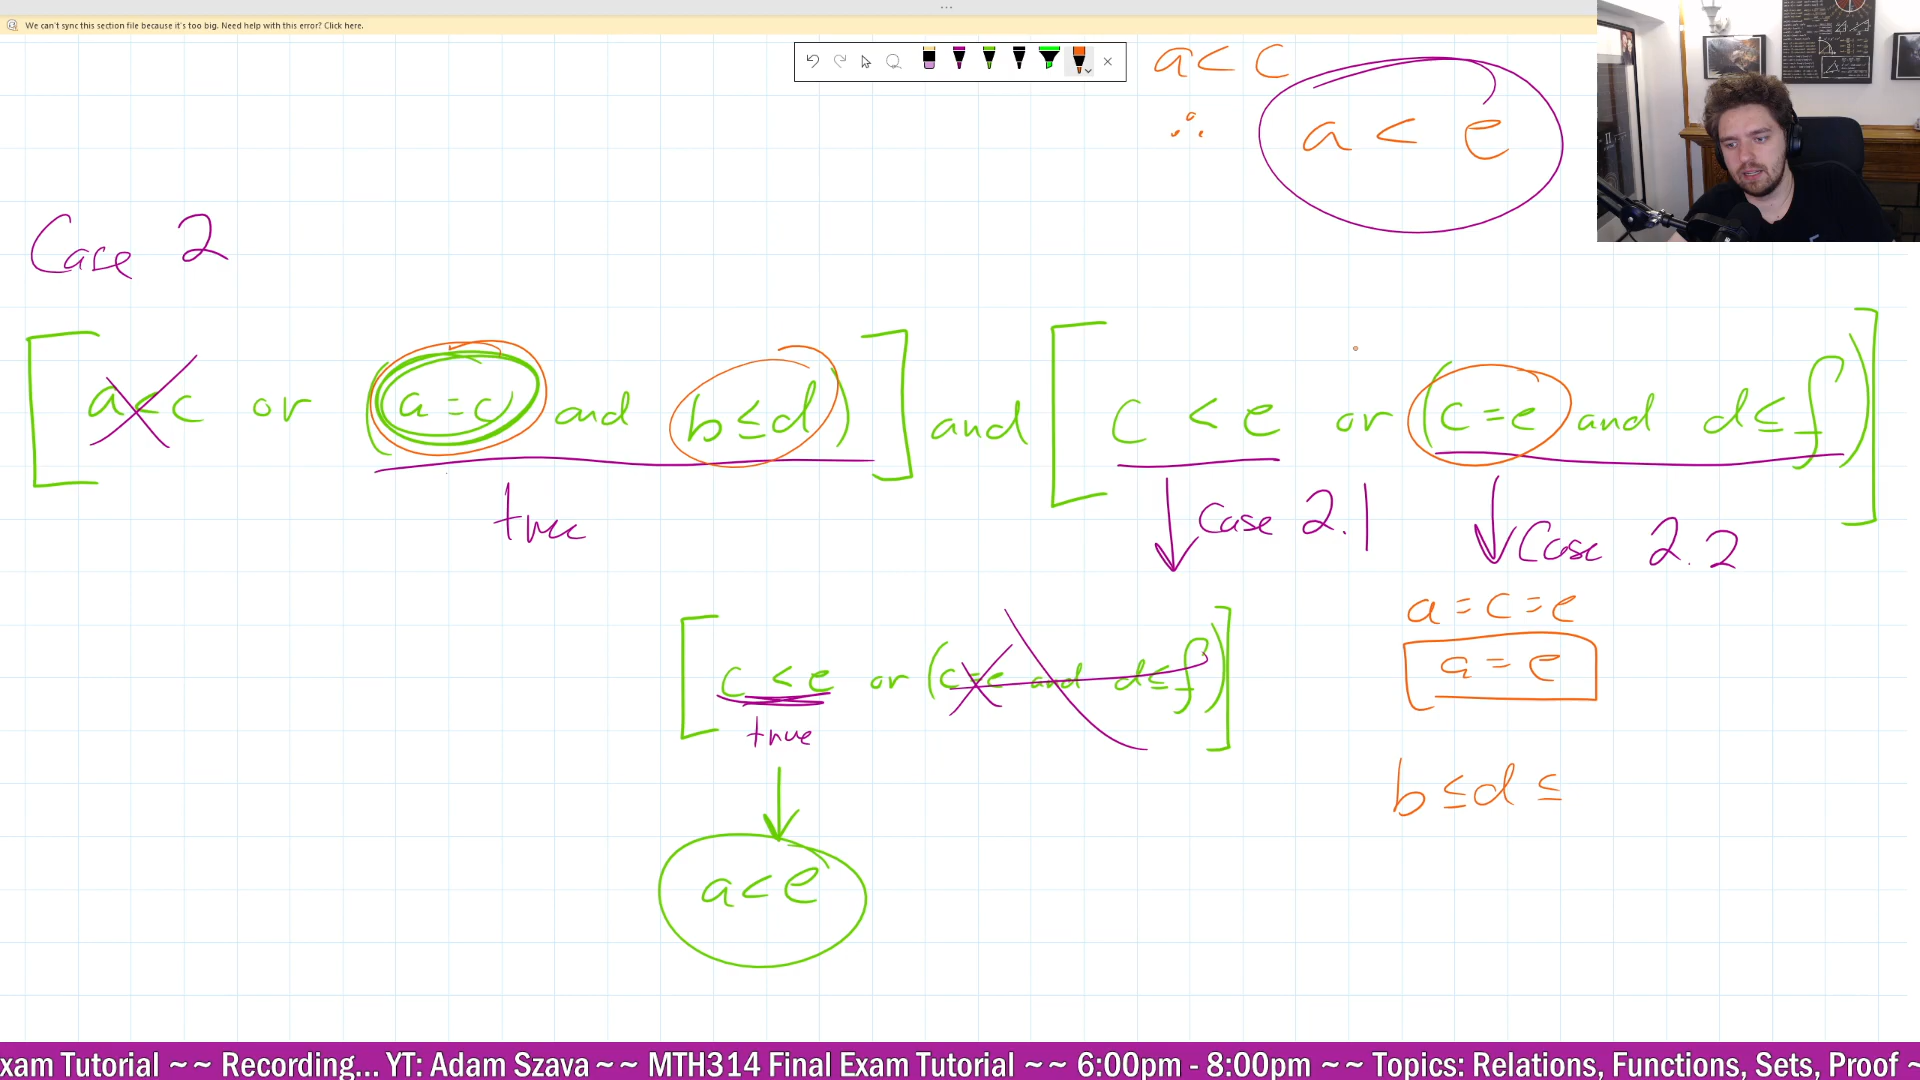 We can't sync this section file because it's too big. Need help with this error? Click here.
a < c
∴ a < e
Case 2
[a < c or (a = c and b ≤ d)] and [c < e or (c = e and d ≤ f)]
true
Case 2.1
Case 2.2
a = c = e
a = e
[c < e or (c = e and d ≤ f)]
true
b ≤ d ≤
a < e
xam Tutorial ~~ Recording... YT: Adam Szava ~~ MTH314 Final Exam Tutorial ~~ 6:00pm - 8:00pm ~~ Topics: Relations, Functions, Sets, Proof ~